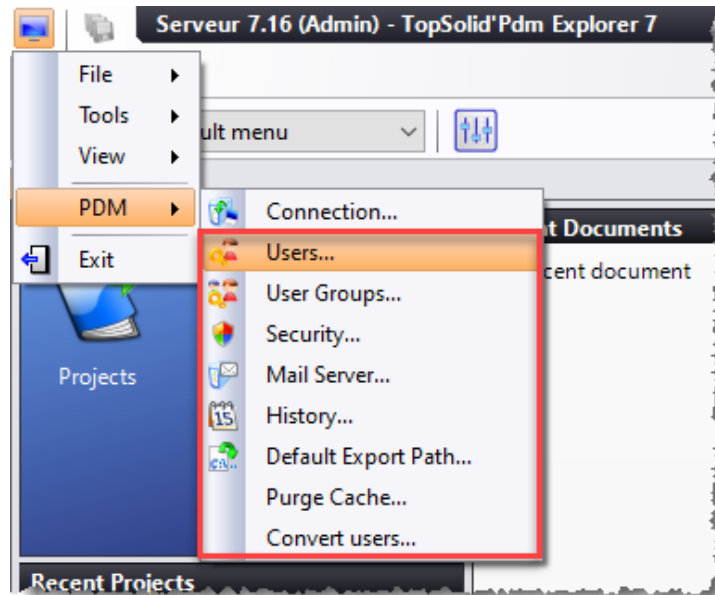 Serveur 7.16 (Admin) - TopSolid'Pdm Explorer 7
File
Tools
ult menu
View
PDM
Connection...
t Documents
Exit
Users...
cent document
User Groups...
Security...
Projects
Mail Server...
15
History...
C:\..
Default Export Path...
Purge Cache...
Convert users...
Recent Projects